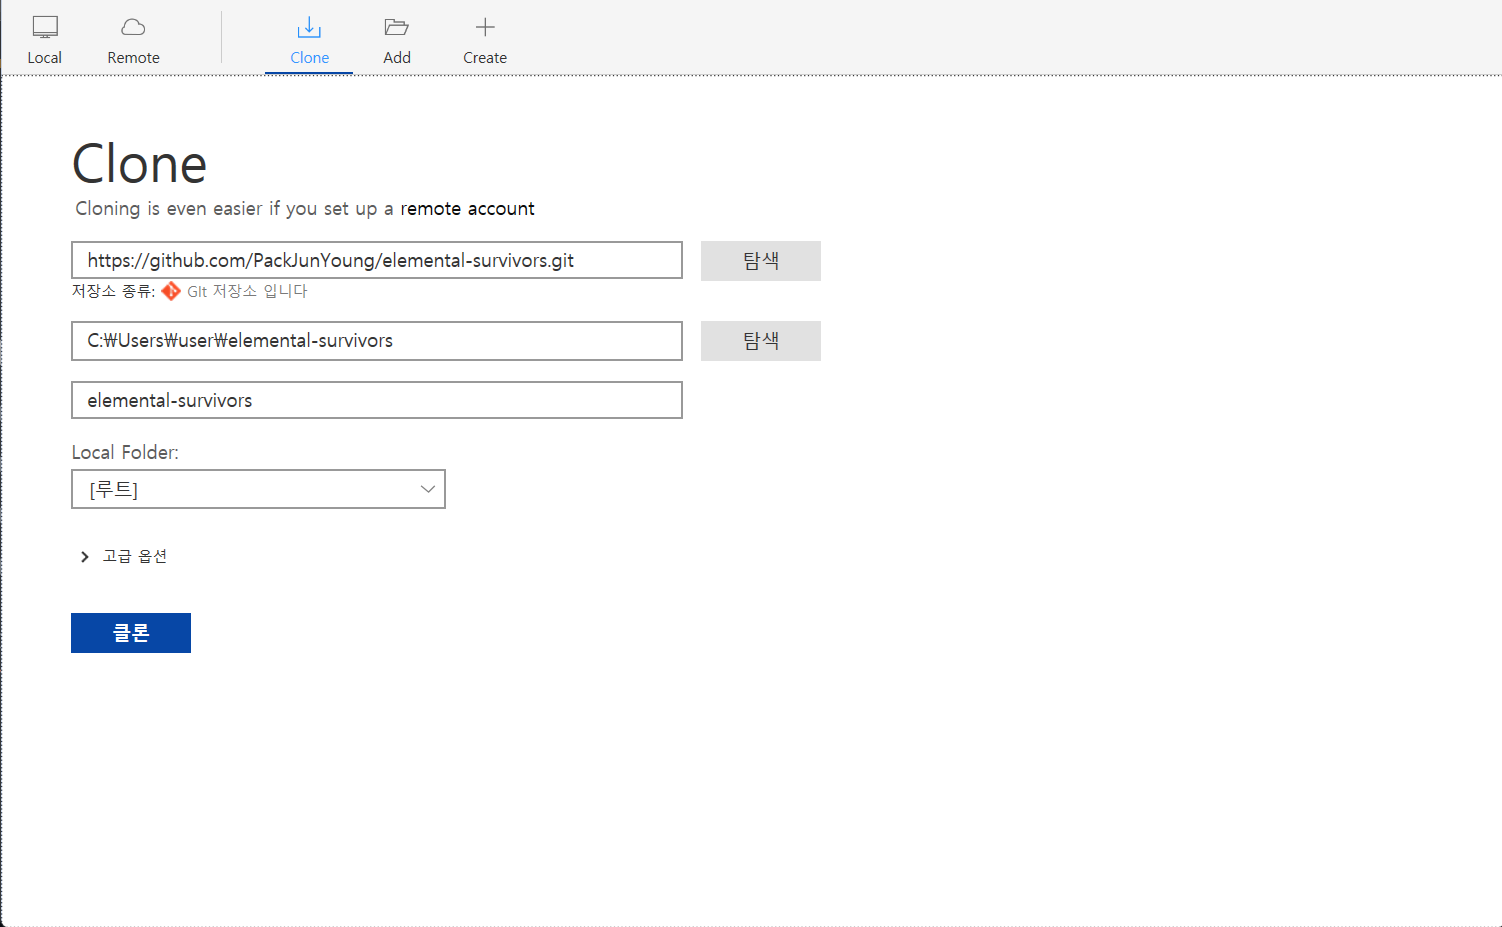 Local Remote Clone Add Create
Clone
Cloning is even easier if you set up a remote account
https://github.com/PackJunYoung/elemental-survivors.git 탐색
저장소 종류: GIt 저장소 입니다
C:₩Users₩user₩elemental-survivors 탐색
elemental-survivors
Local Folder:
[루트]
고급 옵션
클론